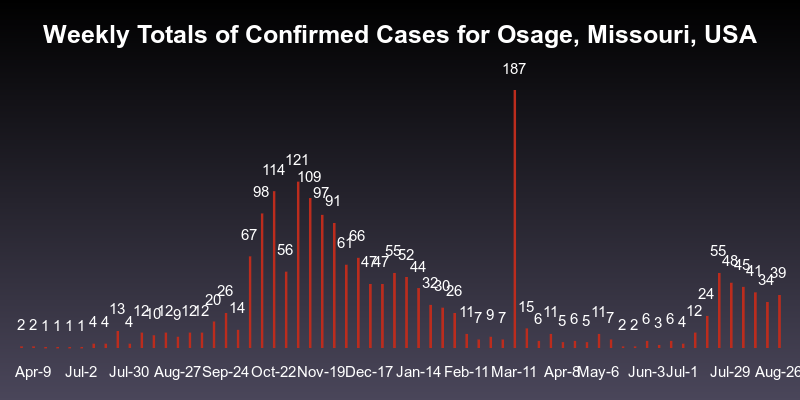 Weekly Totals of Confirmed Cases for Osage, Missouri, USA
187
121
114
109
98 97
91
67 66
56 61 55 52 55
47 47 44 48 45 41 39
32 30 34
26 26 24
20
13 12 10 12 9 12 12 14 11 7 9 7 15 6 11 5 6 5 11 7 12
2 2 1 1 1 1 4 4 4 2 2 6 3 6 4
Apr-9 Jul-2 Jul-30 Aug-27 Sep-24 Oct-22 Nov-19 Dec-17 Jan-14 Feb-11 Mar-11 Apr-8 May-6 Jun-3 Jul-1 Jul-29 Aug-26